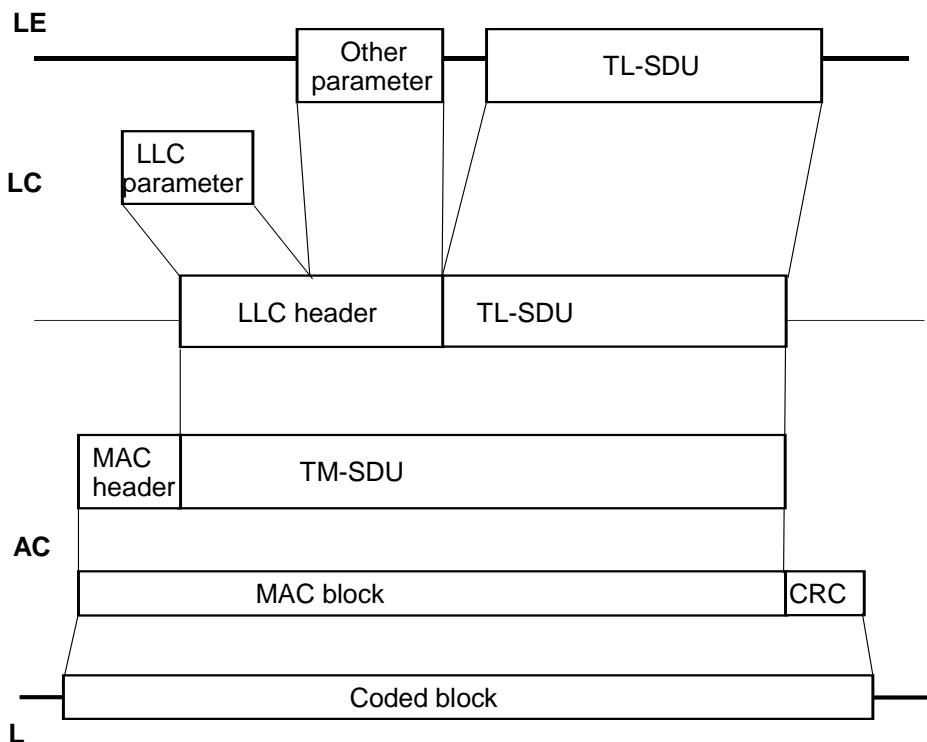 LE
Other
parameter
TL-SDU
LLC
parameter
LC
LLC header
TL-SDU
MAC
header
TM-SDU
AC
MAC block
CRC
Coded block
L